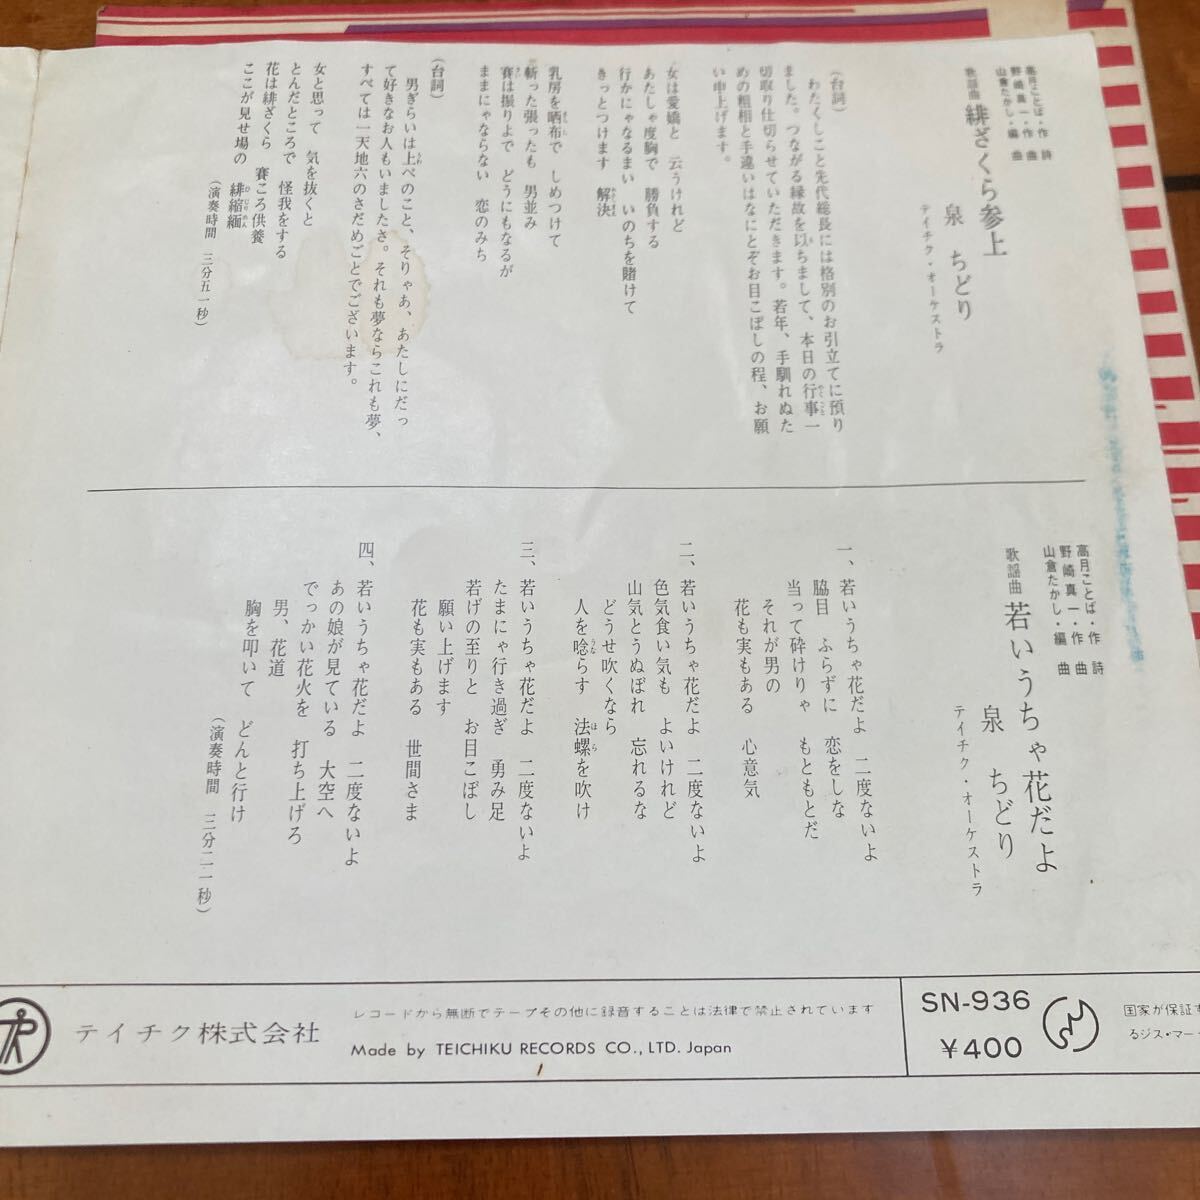 高月ことば・作詩
野崎真一・作曲
山倉たかし・編曲
歌謡曲 緋ざくら参上
泉 ちどり
テイチク・オーケストラ
(台詞)
わたくしこと先代総長には格別のお引立てに預り
ました。つながる縁故を以ちまして、本日の行事一
切取り仕切らせていただきます。若年、手馴れぬた
めの粗相と手違いはなにとぞお目こぼしの程、お願
い申上げます。
女は愛嬌と 云うけれど
あたしゃ度胸で 勝負する
行かにゃなるまい いのちを賭けて
きっとつけます 解決
乳房を晒布で しめつけて
斬った張ったも 男並み
賽は振りよで どうにもなるが
ままにゃならない 恋のみち
(台詞)
男ぎらいは上べのこと、そりゃあ、あたしにだっ
て好きなお人もいましたさ。それも夢ならこれも夢、
すべては一天地六のさだめごとでございます。
女と思って 気を抜くと
とんだところで 怪我をする
花は緋ざくら 賽ころ供養
ここが見せ場の 緋縮緬
(演奏時間 三分五一秒)
高月ことば・作詩
野崎真一・作曲
山倉たかし・編曲
歌謡曲 若いうちゃ花だよ
泉 ちどり
テイチク・オーケストラ
一、若いうちゃ花だよ 二度ないよ
脇目 ふらずに 恋をしな
当って砕けりゃ もともとだ
それが男の
花も実もある 心意気
二、若いうちゃ花だよ 二度ないよ
色気食い気も よいけれど
山気とうぬぼれ 忘れるな
どうせ吹くなら
人を唸らす 法螺を吹け
三、若いうちゃ花だよ 二度ないよ
たまにゃ行き過ぎ 勇み足
若げの至りと お目こぼし
願い上げます
花も実もある 世間さま
四、若いうちゃ花だよ 二度ないよ
あの娘が見ている 大空へ
でっかい花火を 打ち上げろ
男、花道
胸を叩いて どんと行け
(演奏時間 三分二一秒)
テイチク株式会社
レコードから無断でテープその他に録音することは法律で禁止されています
Made by TEICHIKU RECORDS CO., LTD. Japan
SN-936
¥400
国家が保証す
るジス・マー